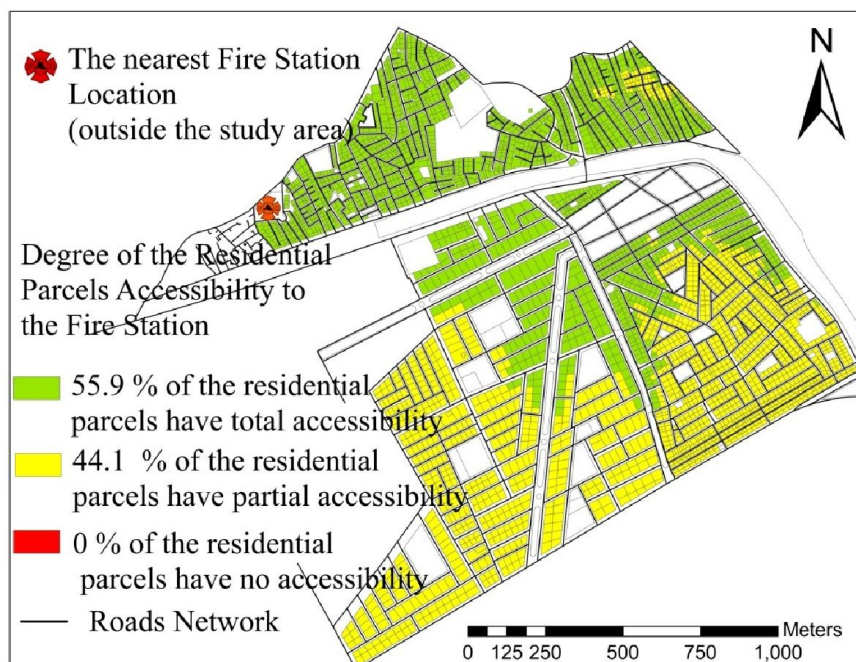 The nearest Fire Station
Location
(outside the study area)
N
Degree of the Residential
Parcels Accessibility to
the Fire Station
55.9 % of the residential
parcels have total accessibility
44.1 % of the residential
parcels have partial accessibility
0 % of the residential
parcels have no accessibility
Roads Network
Meters
0 125 250 500 750 1,000